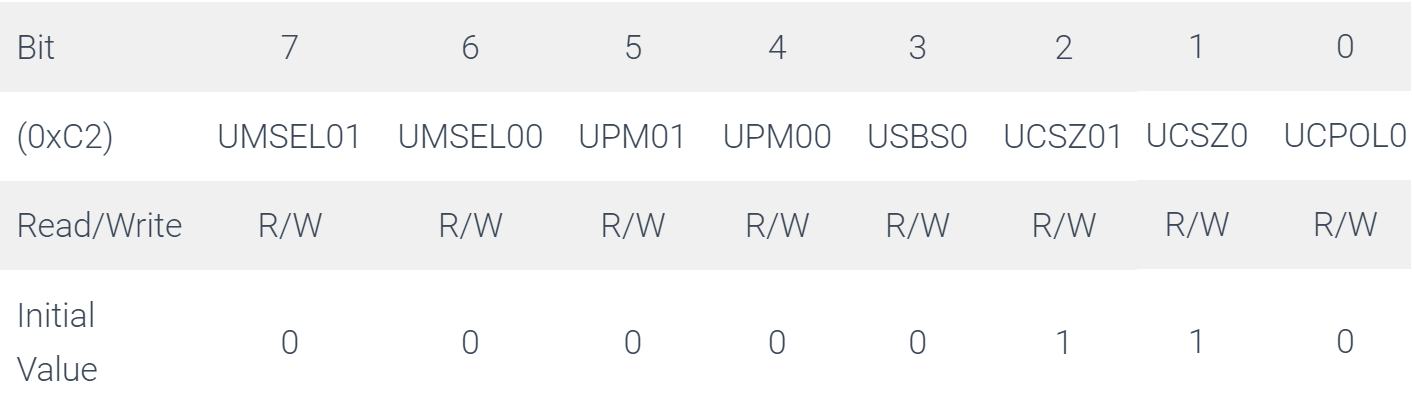 Bit 7 6 5 4 3 2 1 0
(0xC2) UMSEL01 UMSEL00 UPM01 UPM00 USBS0 UCSZ01 UCSZ0 UCPOL0
Read/Write R/W R/W R/W R/W R/W R/W R/W R/W
Initial
Value 0 0 0 0 0 1 1 0